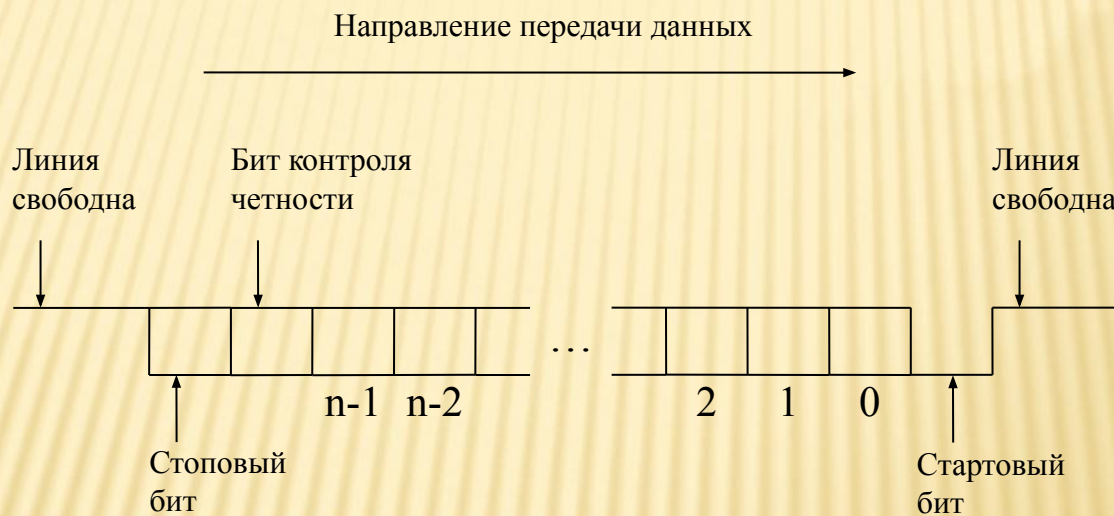 Направление передачи данных
Линия
свободна
Бит контроля
четности
Линия
свободна
...
n-1 n-2 2 1 0
Стоповый
бит
Стартовый
бит